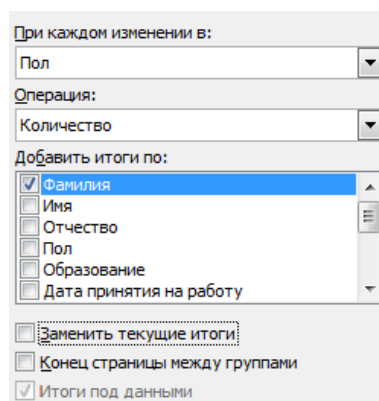 При каждом изменении в:
Пол
Операция:
Количество
Добавить итоги по:
Фамилия
Имя
Отчество
Пол
Образование
Дата принятия на работу
Заменить текущие итоги
Конец страницы между группами
Итоги под данными